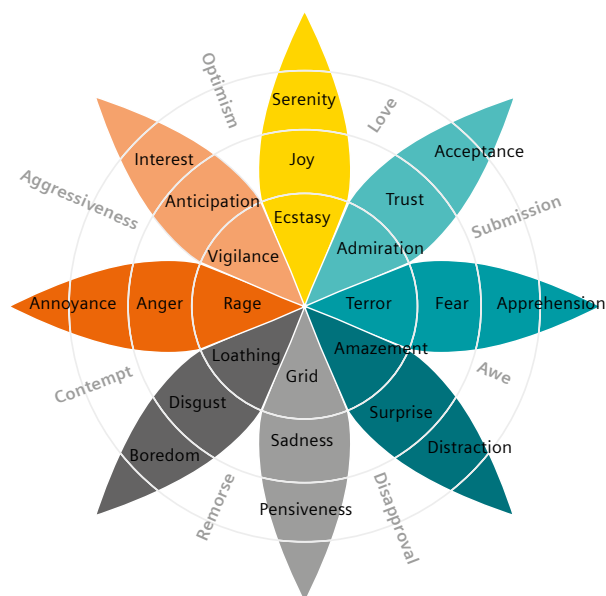 Serenity
Optimism
Love
Joy
Interest
Acceptance
Anticipation
Trust
Aggressiveness
Submission
Ecstasy
Vigilance
Admiration
Annoyance
Anger
Rage
Terror
Fear
Apprehension
Loathing
Amazement
Grid
Contempt
Awe
Disgust
Surprise
Sadness
Boredom
Distraction
Remorse
Disapproval
Pensiveness